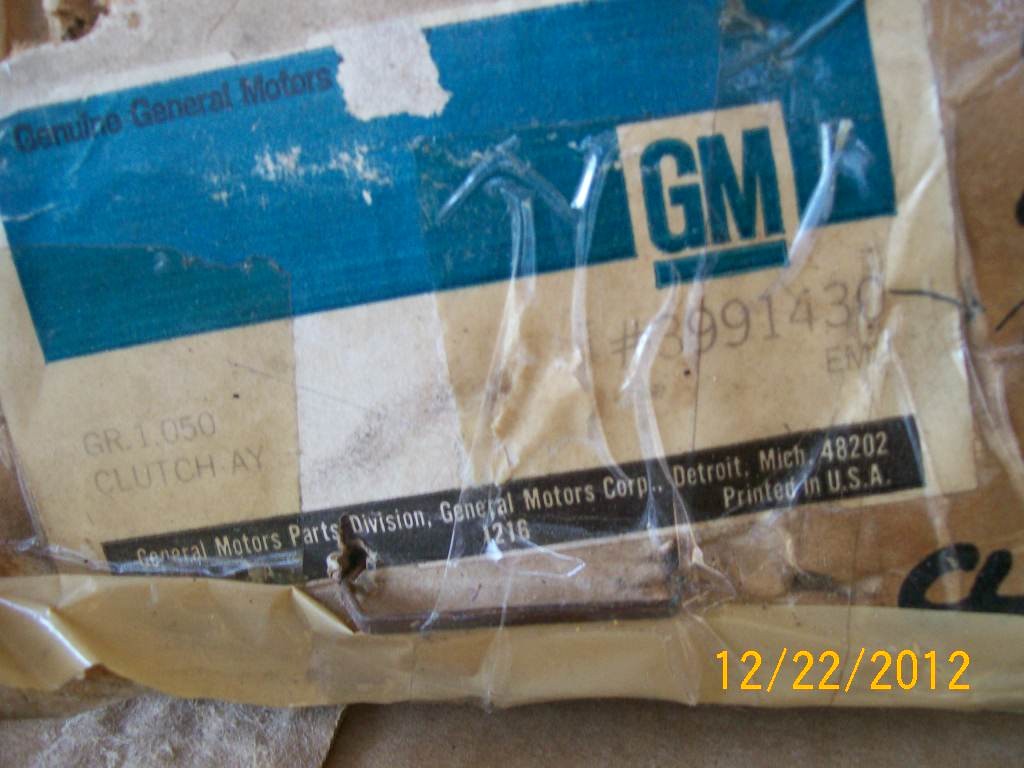 Genuine General Motors
GM
#3991430
EM
GR.1.050
CLUTCH AY
General Motors Parts Division, General Motors Corp., Detroit, Mich. 48202
1216
Printed in U.S.A.
12/22/2012